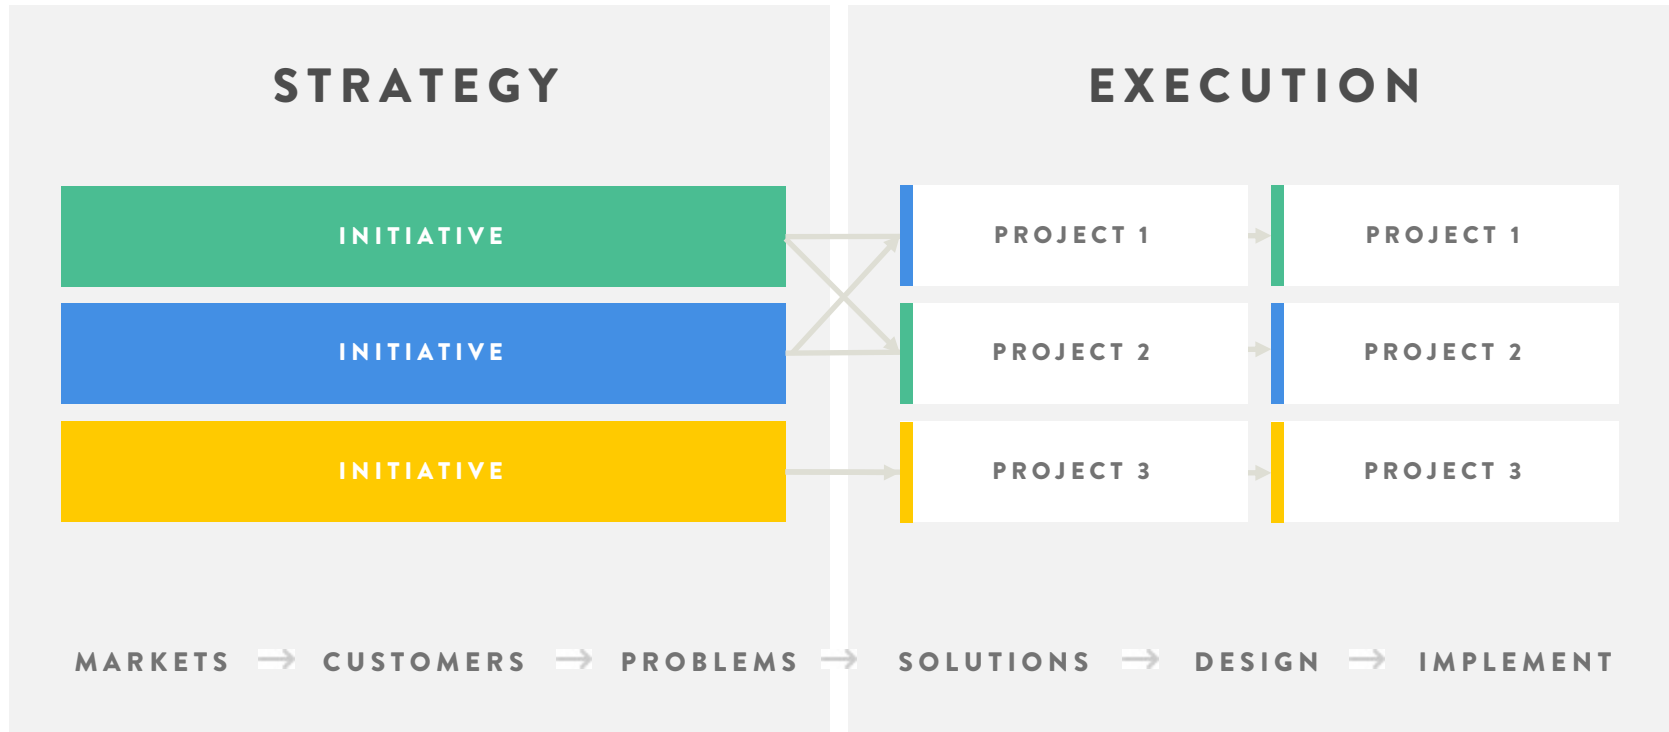 STRATEGY
INITIATIVE
INITIATIVE
INITIATIVE
EXECUTION
PROJECT 1
PROJECT 1
PROJECT 2
PROJECT 2
PROJECT 3
PROJECT 3
MARKETS → CUSTOMERS → PROBLEMS → SOLUTIONS → DESIGN → IMPLEMENT